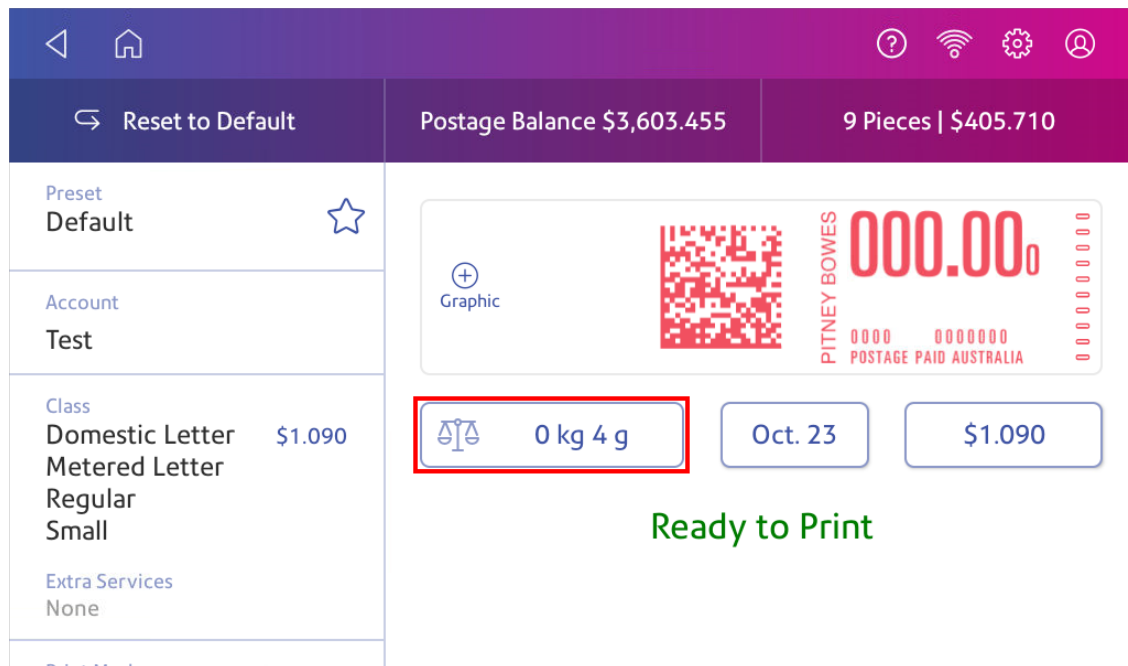 Reset to Default
Postage Balance $3,603.455
9 Pieces | $405.710
Preset
Default
Account
Test
Class
Domestic Letter $1.090
Metered Letter
Regular
Small
Extra Services
None
Graphic
PITNEY BOWES
000.000
0000 0000000
POSTAGE PAID AUSTRALIA
0000000000
0 kg 4 g
Oct. 23
$1.090
Ready to Print